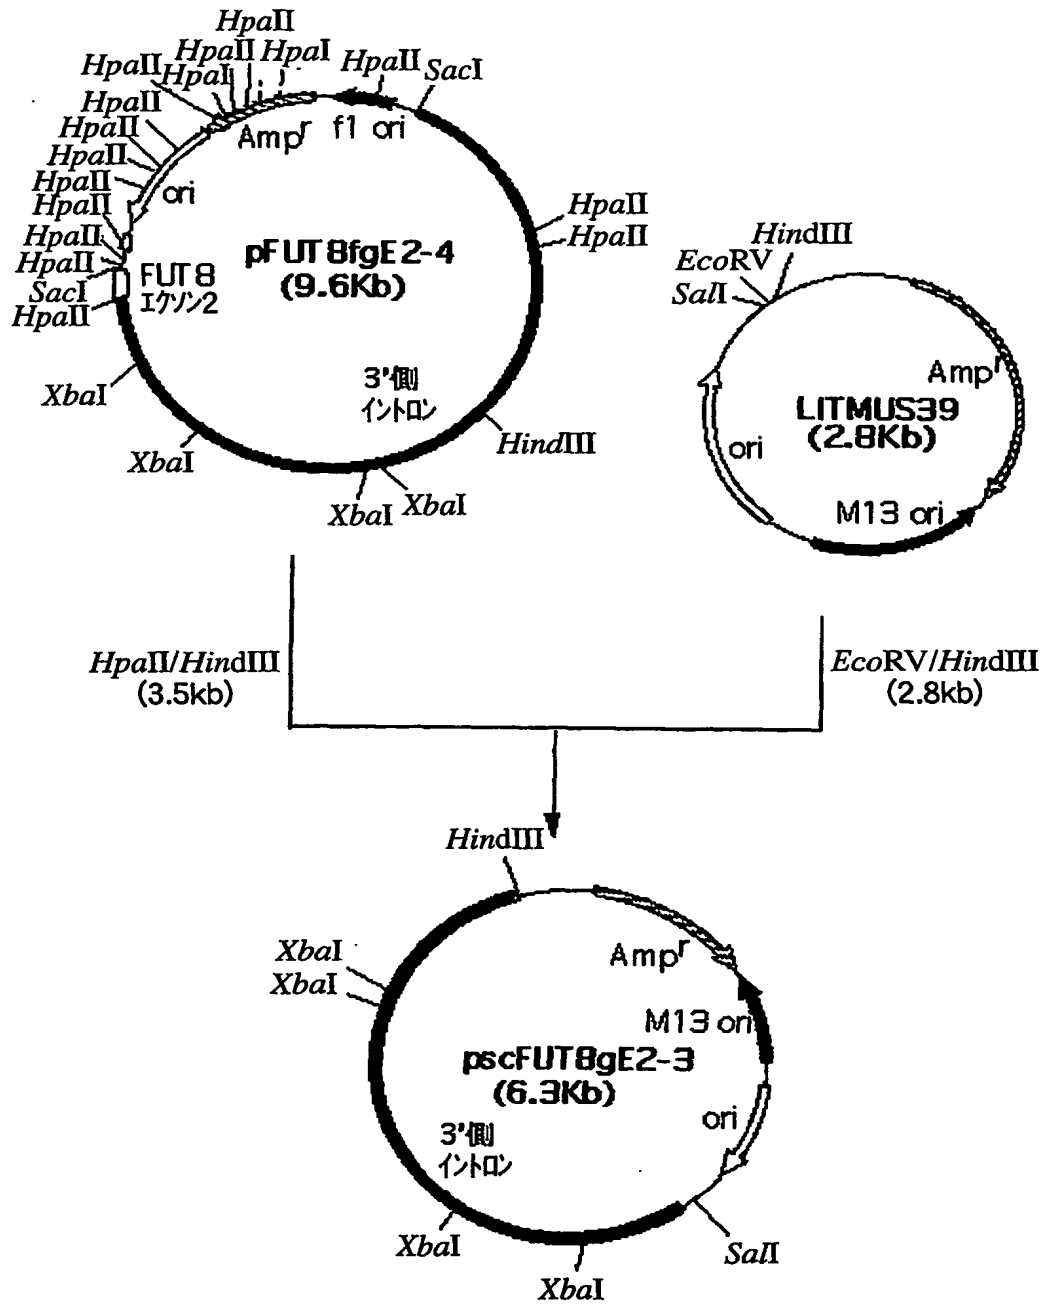 HpaII
HpaII
HpaI
HpaII
HpaI
HpaII
SacI
HpaII
HpaII
HpaII
HpaII
HpaII
HpaII
HpaII
SacI
HpaII
Ampr
f1 ori
ori
FUT8
エクソン2
pFUT8fgE2-4
(9.6Kb)
HpaII
HpaII
XbaI
XbaI
XbaI
XbaI
HindIII
3'側
イントロン
HindIII
EcoRV
SalI
Ampr
LITMUS39
(2.8Kb)
ori
M13 ori
HpaII/HindIII
(3.5kb)
EcoRV/HindIII
(2.8kb)
HindIII
XbaI
XbaI
Ampr
M13 ori
pscFUT8gE2-3
(6.3Kb)
ori
3'側
イントロン
XbaI
XbaI
SalI